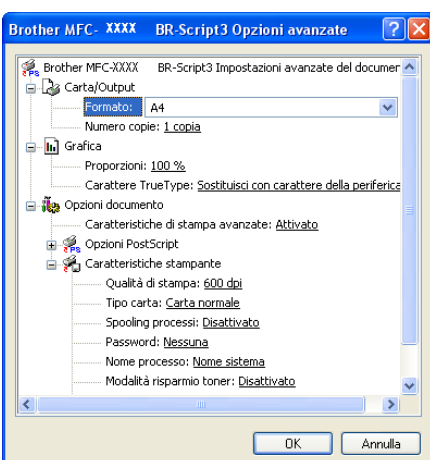 Brother MFC- XXXX BR-Script3 Opzioni avanzate
Brother MFC-XXXX BR-Script3 Impostazioni avanzate del documer
Carta/Output
Formato: A4
Numero copie: 1 copia
Grafica
Proporzioni: 100 %
Carattere TrueType: Sostituisci con carattere della periferica
Opzioni documento
Caratteristiche di stampa avanzate: Attivato
Opzioni PostScript
Caratteristiche stampante
Qualità di stampa: 600 dpi
Tipo carta: Carta normale
Spooling processi: Disattivato
Password: Nessuna
Nome processo: Nome sistema
Modalità risparmio toner: Disattivato
OK Annulla